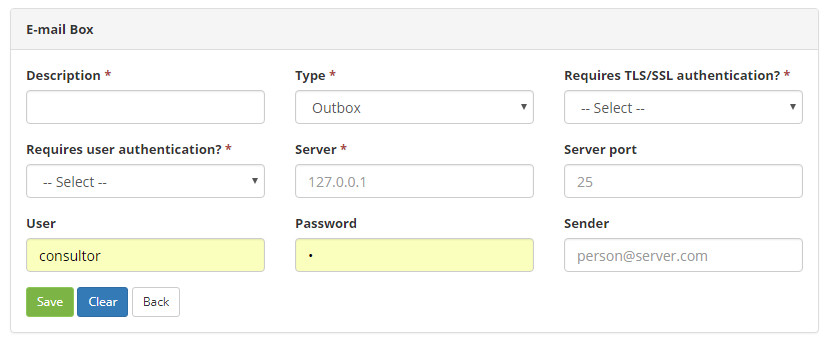 E-mail Box
Description * Type * Requires TLS/SSL authentication? *
Outbox -- Select --
Requires user authentication? * Server * Server port
-- Select -- 127.0.0.1 25
User Password Sender
consultor • person@server.com
Save Clear Back